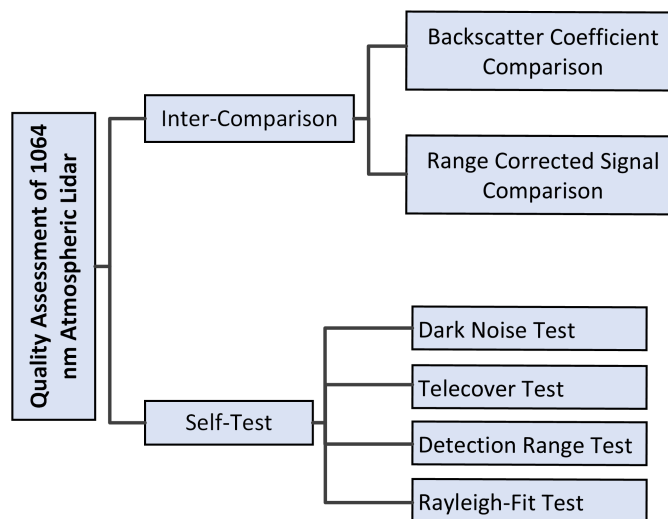 Quality Assessment of 1064
nm Atmospheric Lidar
Inter-Comparison
Backscatter Coefficient
Comparison
Range Corrected Signal
Comparison
Self-Test
Dark Noise Test
Telecover Test
Detection Range Test
Rayleigh-Fit Test